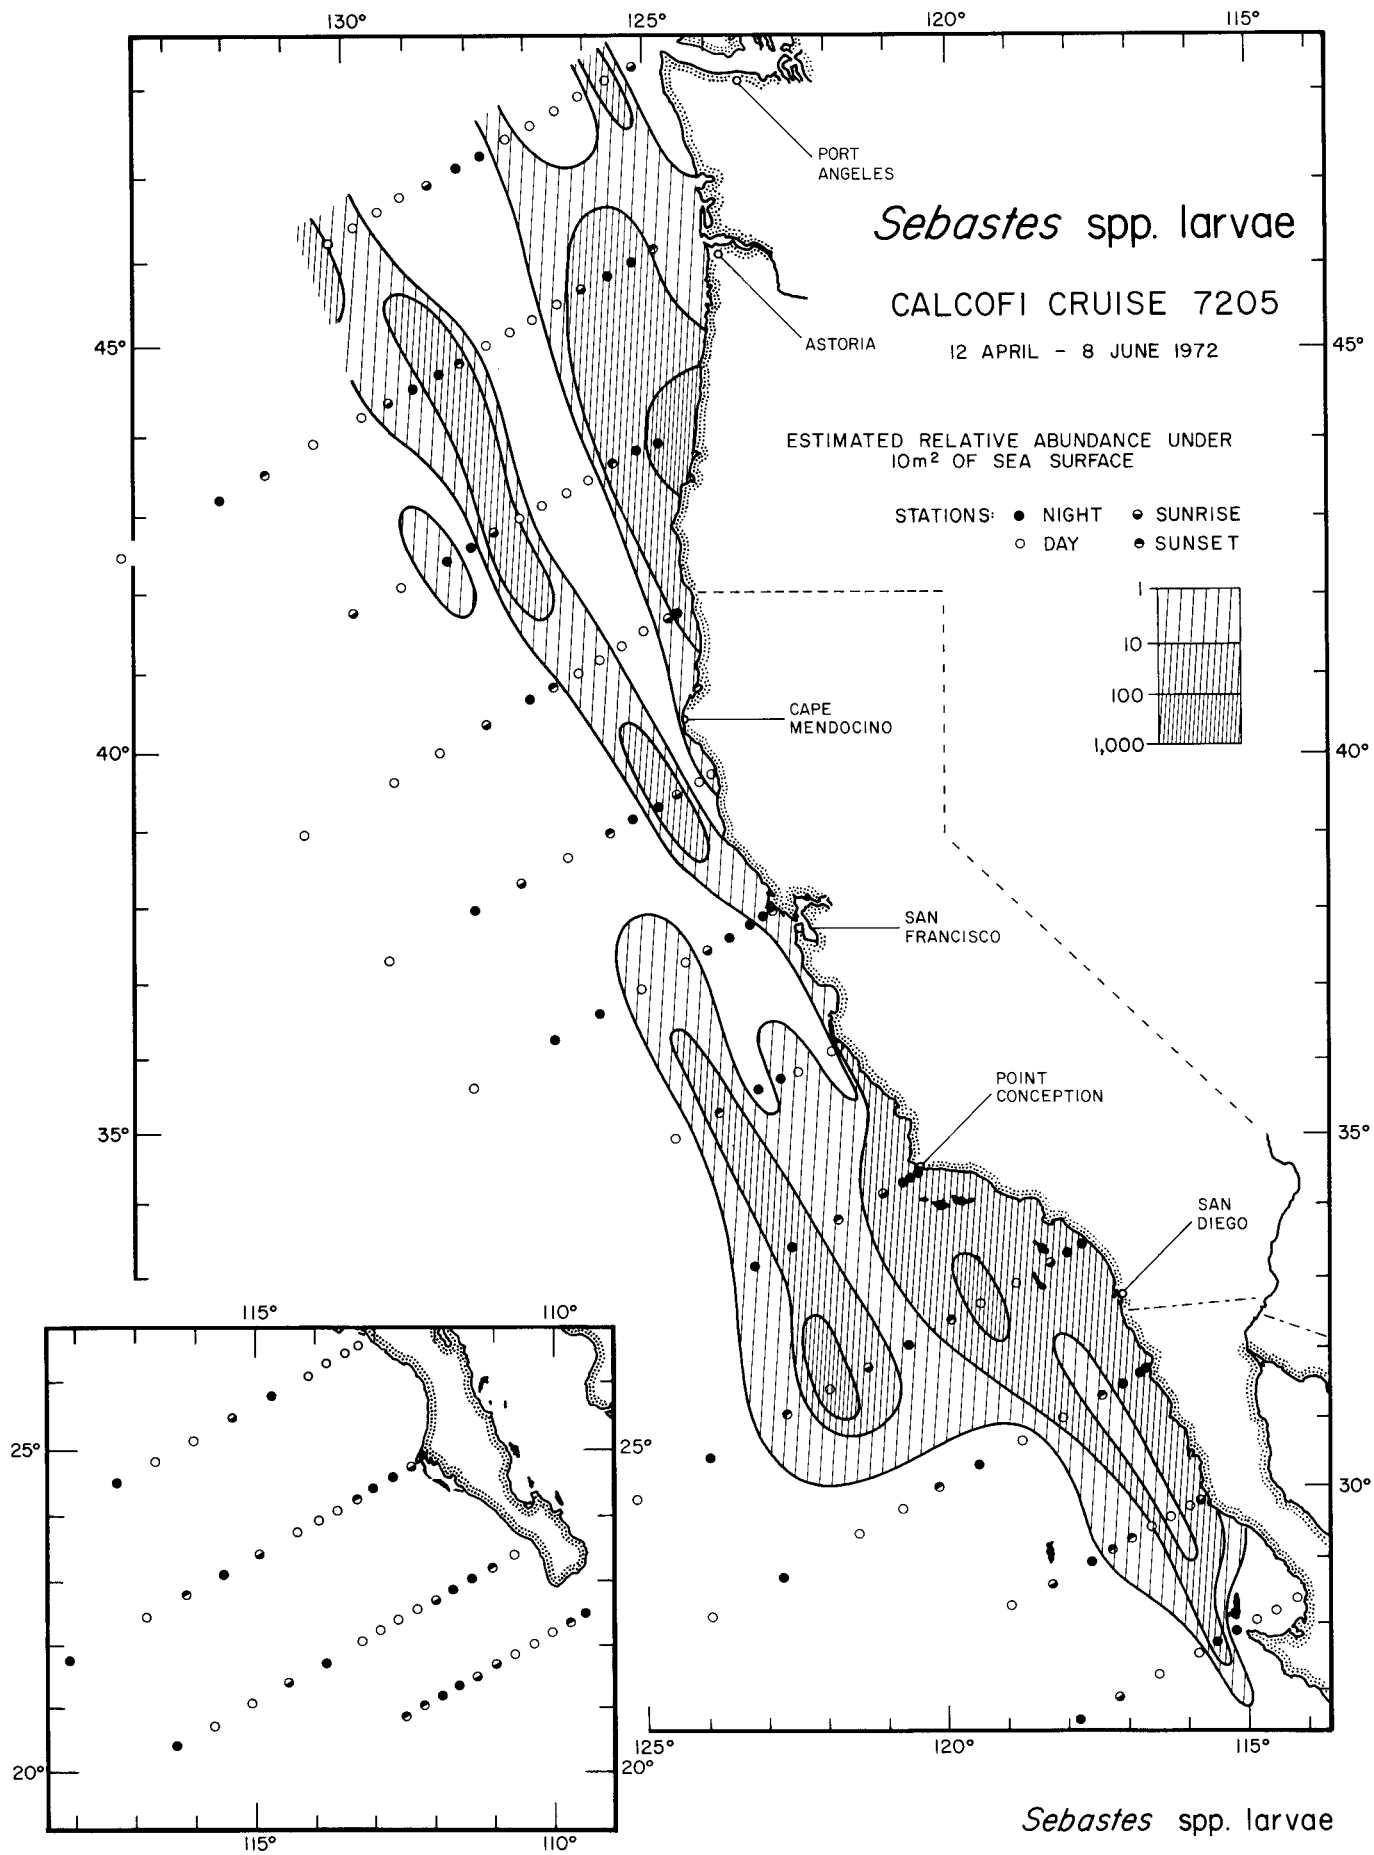 130° 125° 120° 115°
PORT
ANGELES
Sebastes spp. larvae
CALCOFI CRUISE 7205
12 APRIL - 8 JUNE 1972
ASTORIA
45° 45°
ESTIMATED RELATIVE ABUNDANCE UNDER
10m² OF SEA SURFACE
STATIONS: ● NIGHT SUNRISE
○ DAY SUNSET
1
10
100
1,000
CAPE
MENDOCINO
40° 40°
SAN
FRANCISCO
POINT
CONCEPTION
35° 35°
SAN
DIEGO
115° 110°
25° 25°
30°
125° 120° 115°
20° 20°
115° 110°
Sebastes spp. larvae